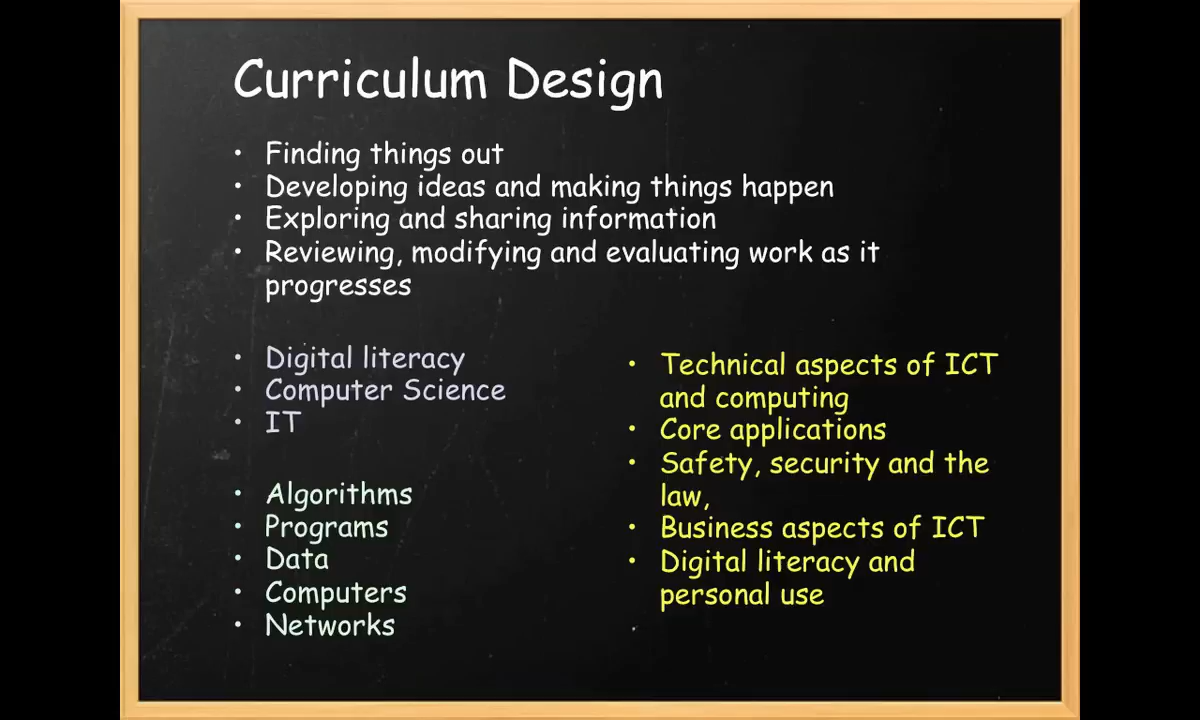 Curriculum Design
• Finding things out
• Developing ideas and making things happen
• Exploring and sharing information
• Reviewing, modifying and evaluating work as it
progresses
• Digital literacy
• Computer Science
• IT
• Algorithms
• Programs
• Data
• Computers
• Networks
• Technical aspects of ICT
and computing
• Core applications
• Safety, security and the
law,
• Business aspects of ICT
• Digital literacy and
personal use